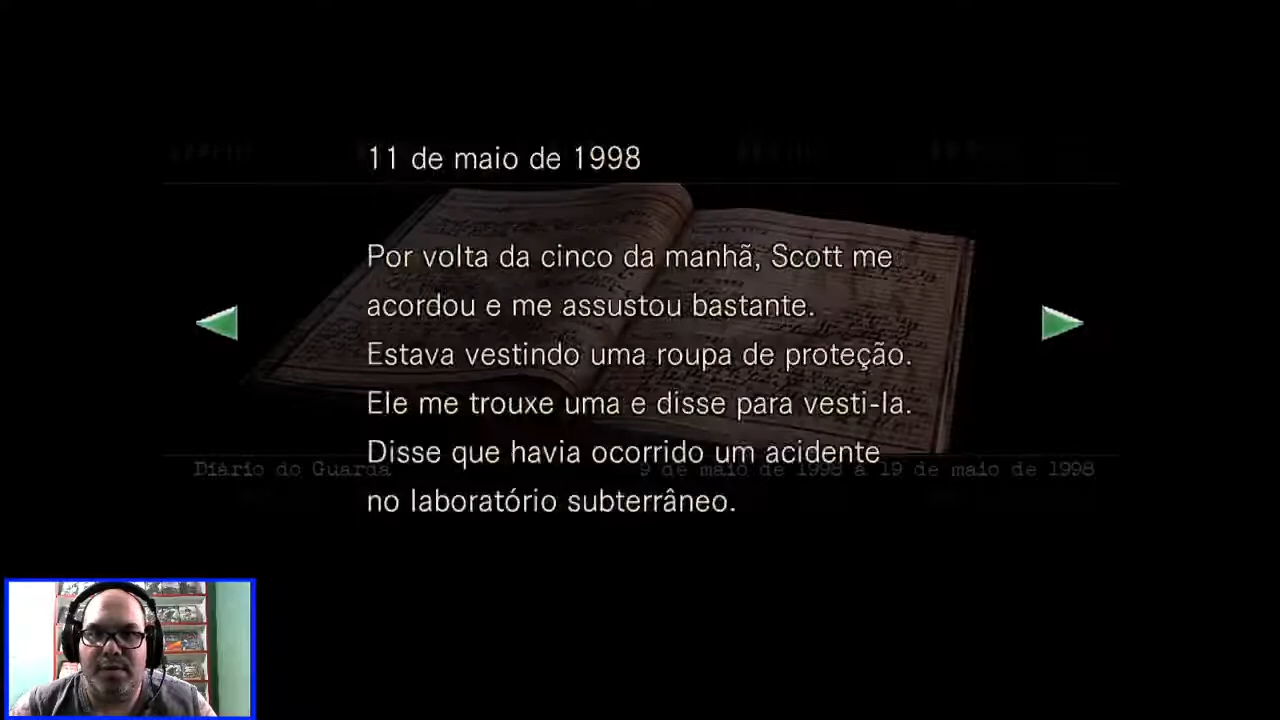 11 de maio de 1998
Por volta da cinco da manhã, Scott me
acordou e me assustou bastante.
Estava vestindo uma roupa de proteção.
Ele me trouxe uma e disse para vesti-la.
Disse que havia ocorrido um acidente
Diário do Guarda
9 de maio de 1998 à 19 de maio de 1998
no laboratório subterrâneo.